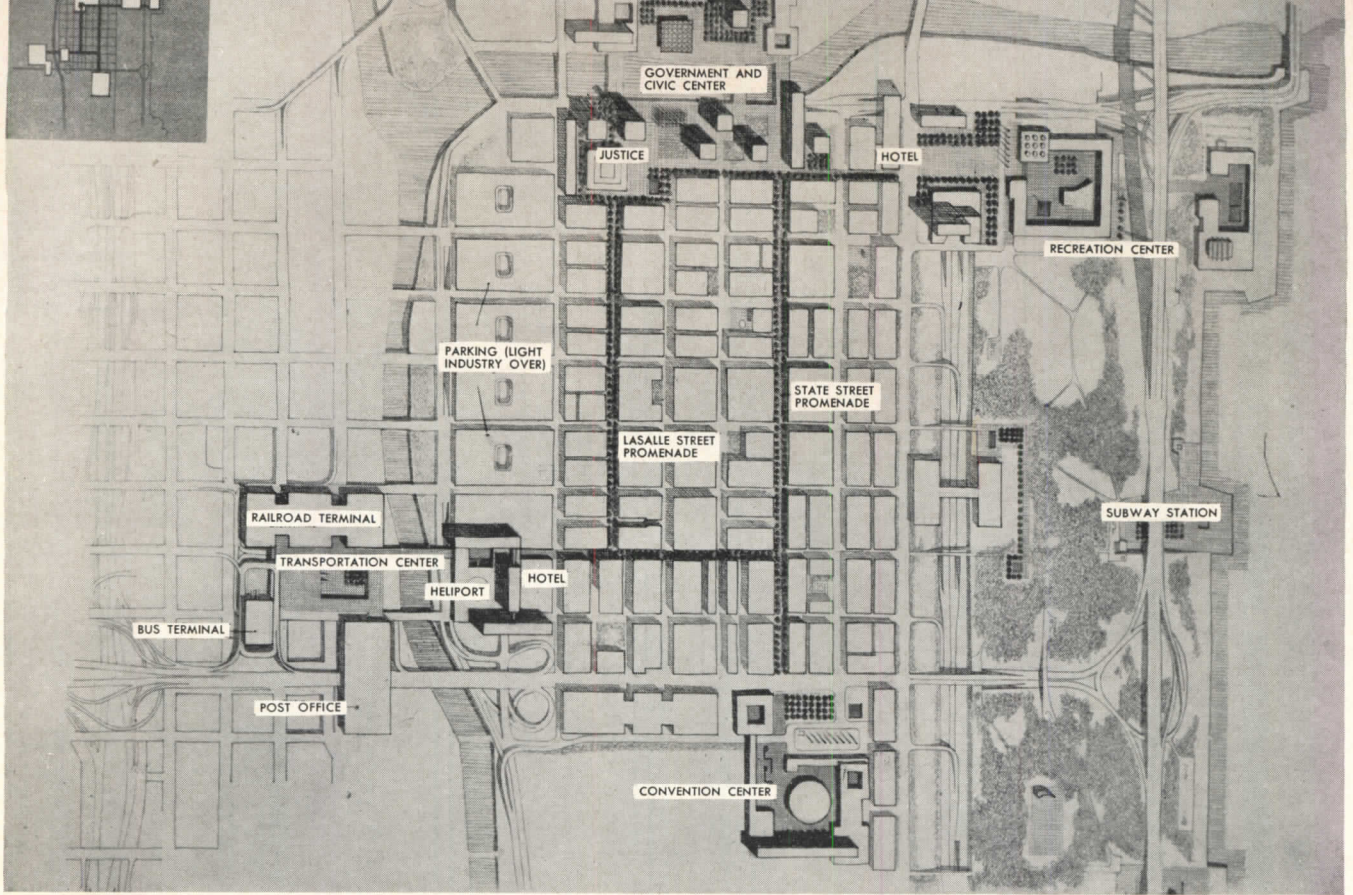 GOVERNMENT AND
CIVIC CENTER
JUSTICE
HOTEL
RECREATION CENTER
PARKING (LIGHT
INDUSTRY OVER)
STATE STREET
PROMENADE
LASALLE STREET
PROMENADE
RAILROAD TERMINAL
SUBWAY STATION
TRANSPORTATION CENTER
HELIPORT
HOTEL
BUS TERMINAL
POST OFFICE
CONVENTION CENTER